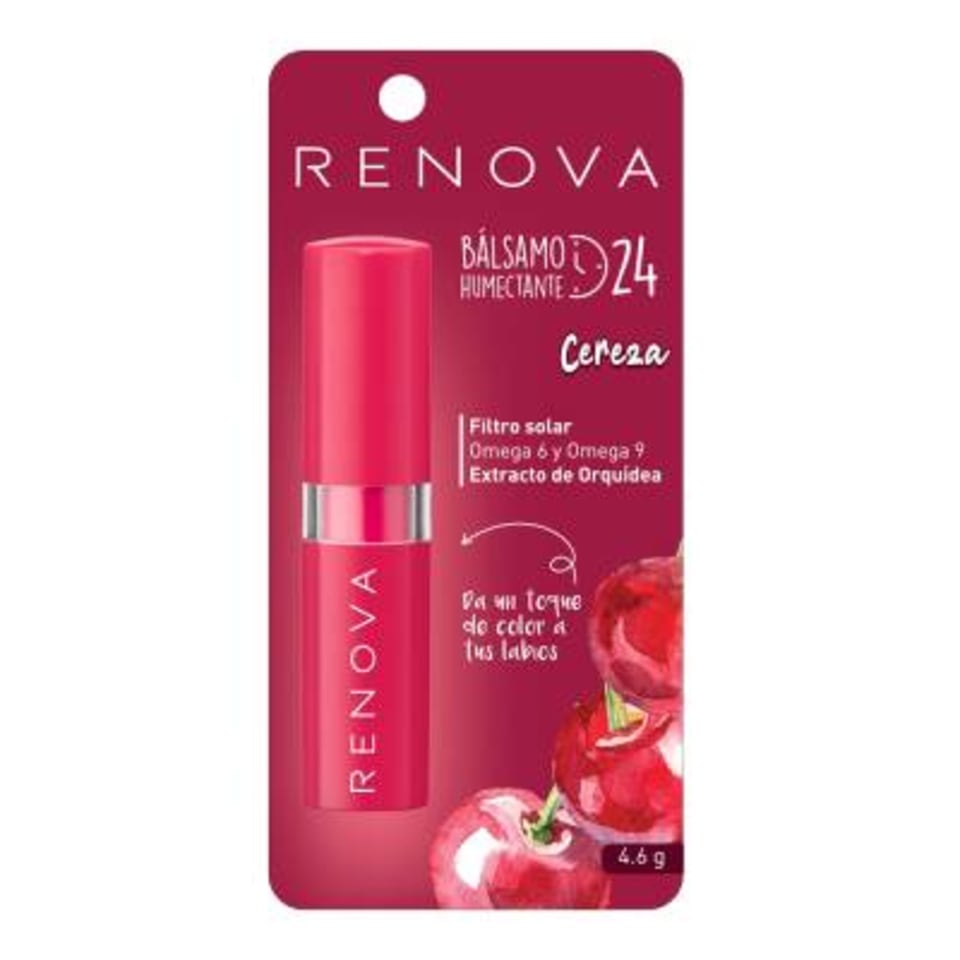 RENOVA
BÁLSAMO
HUMECTANTE 24
Cereza
Filtro solar
Omega 6 y Omega 9
Extracto de Orquídea
Da un toque
de color a
tus labios
RENOVA
4.6 g